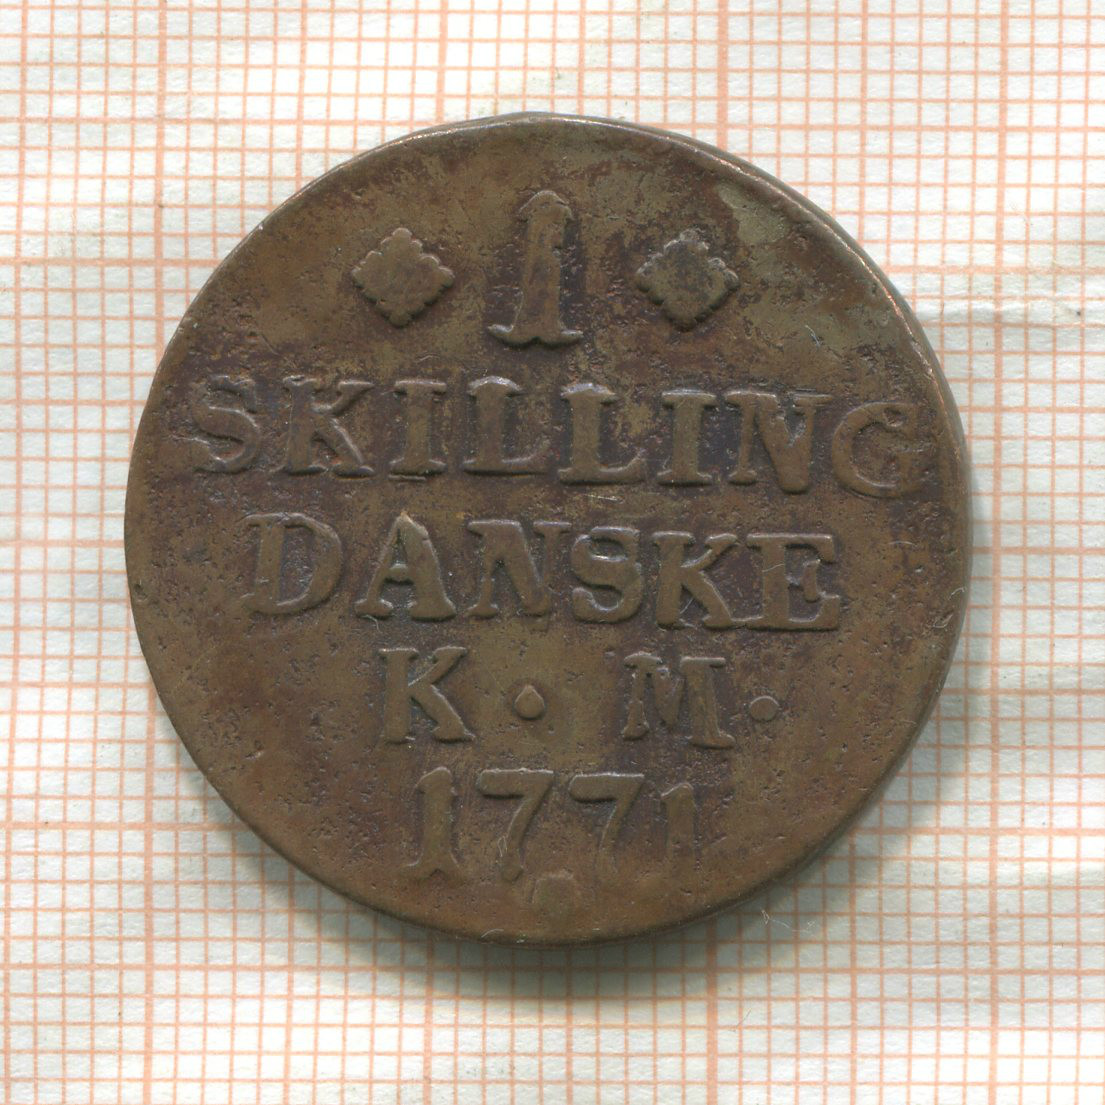 1
SKILLING
DANSKE
K · M ·
1771